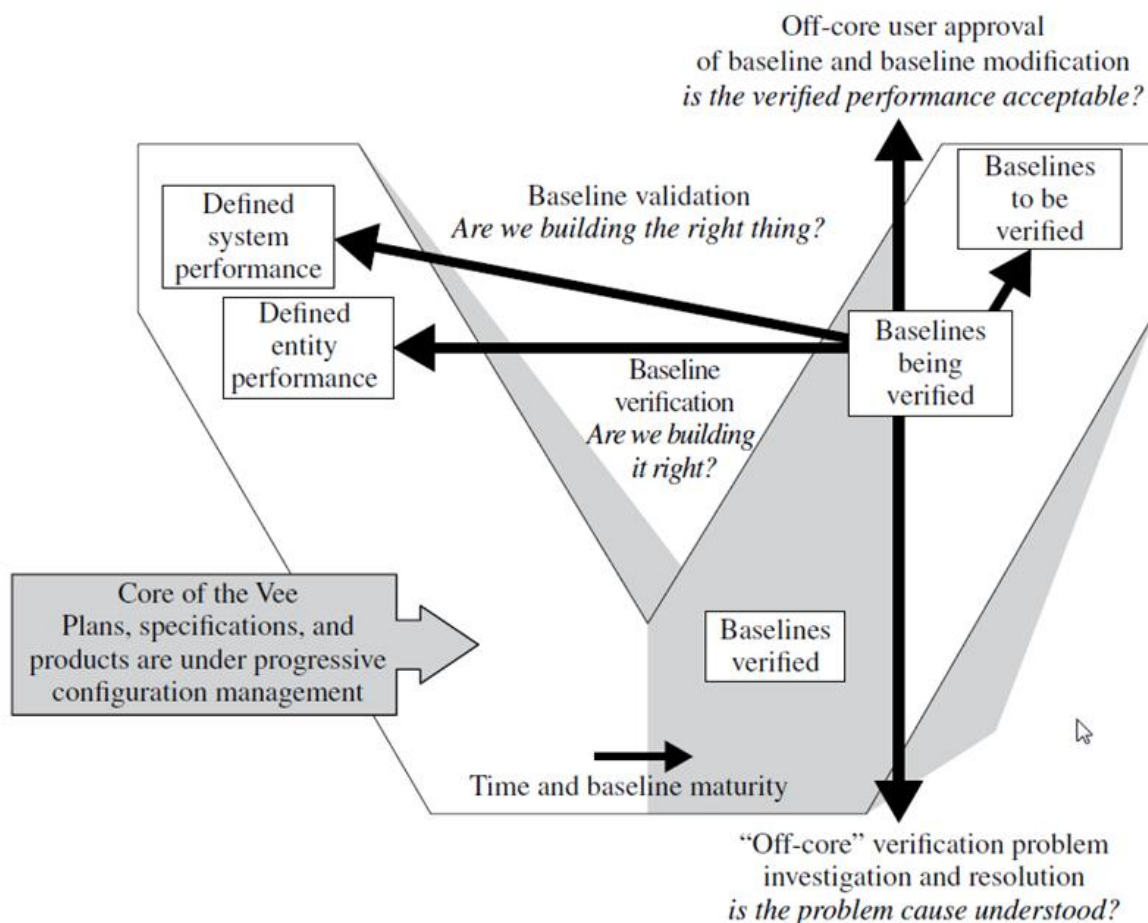 Off-core user approval
of baseline and baseline modification
is the verified performance acceptable?
Baselines
to be
verified
Defined
system
performance
Baseline validation
Are we building the right thing?
Defined
entity
performance
Baselines
being
verified
Baseline
verification
Are we building
it right?
Core of the Vee
Plans, specifications, and
products are under progressive
configuration management
Baselines
verified
Time and baseline maturity
“Off-core” verification problem
investigation and resolution
is the problem cause understood?